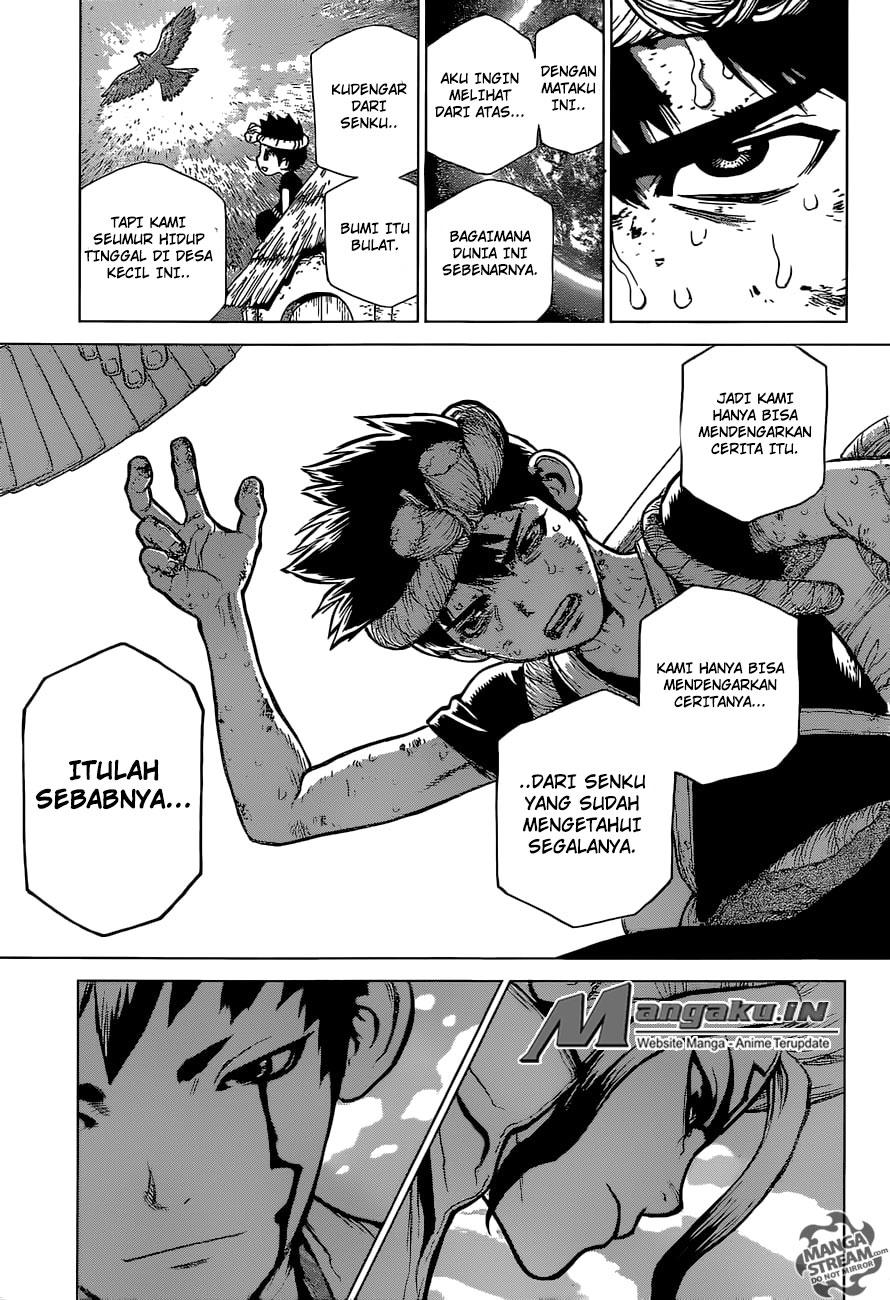 DENGAN
MATAKU
INI..
AKU INGIN
MELIHAT
DARI ATAS...
BAGAIMANA
DUNIA INI
SEBENARNYA.
KUDENGAR
DARI
SENKU..
BUMI ITU
BULAT.
TAPI KAMI
SEUMUR HIDUP
TINGGAL DI DESA
KECIL INI..
JADI KAMI
HANYA BISA
MENDENGARKAN
CERITA ITU.
KAMI HANYA BISA
MENDENGARKAN
CERITANYA...
..DARI SENKU
YANG SUDAH
MENGETAHUI
SEGALANYA.
ITULAH
SEBABNYA...
Mangaku.iN
Website Manga - Anime Terupdate
MANGA
STREAM.com
DO NOT MIRROR!